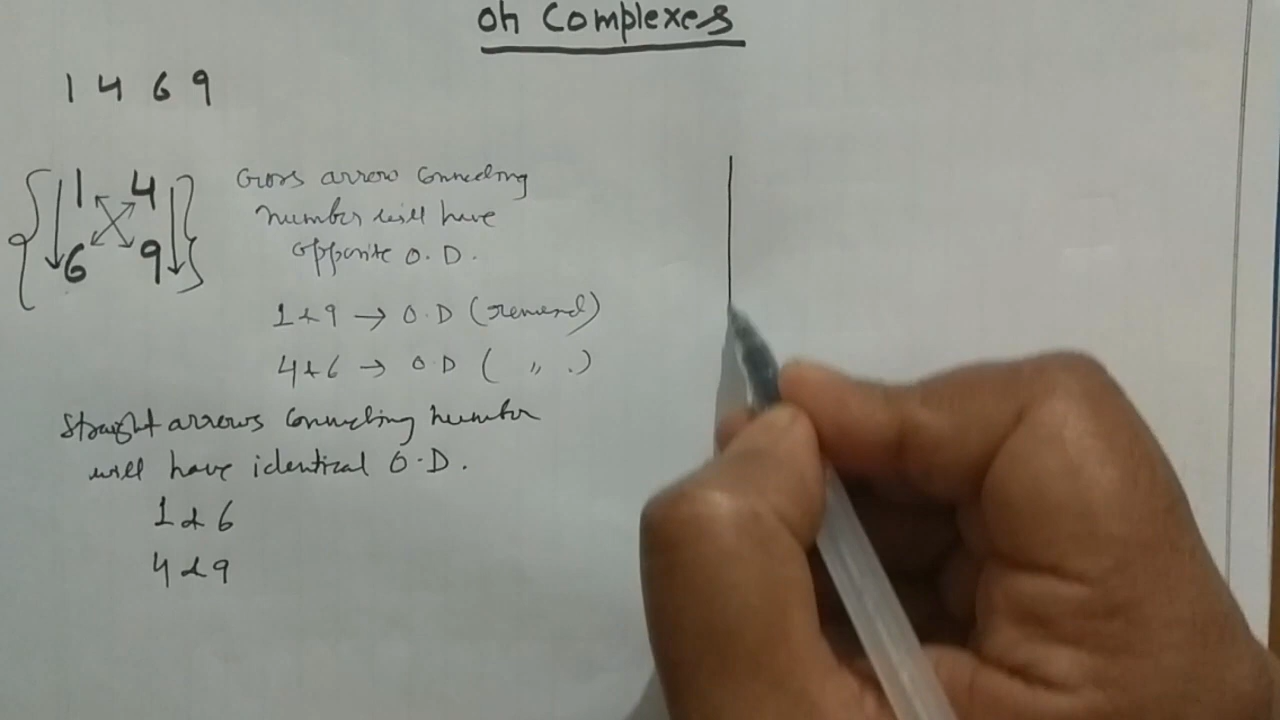 Oh Complexes
1 4 6 9
1 4
6 9
Cross arrow connecting
number will have
opposite O.D.
1 & 9 → O.D (reversed)
4 & 6 → O.D ( " . )
Straight arrows connecting number
will have identical O.D.
1 & 6
4 & 9